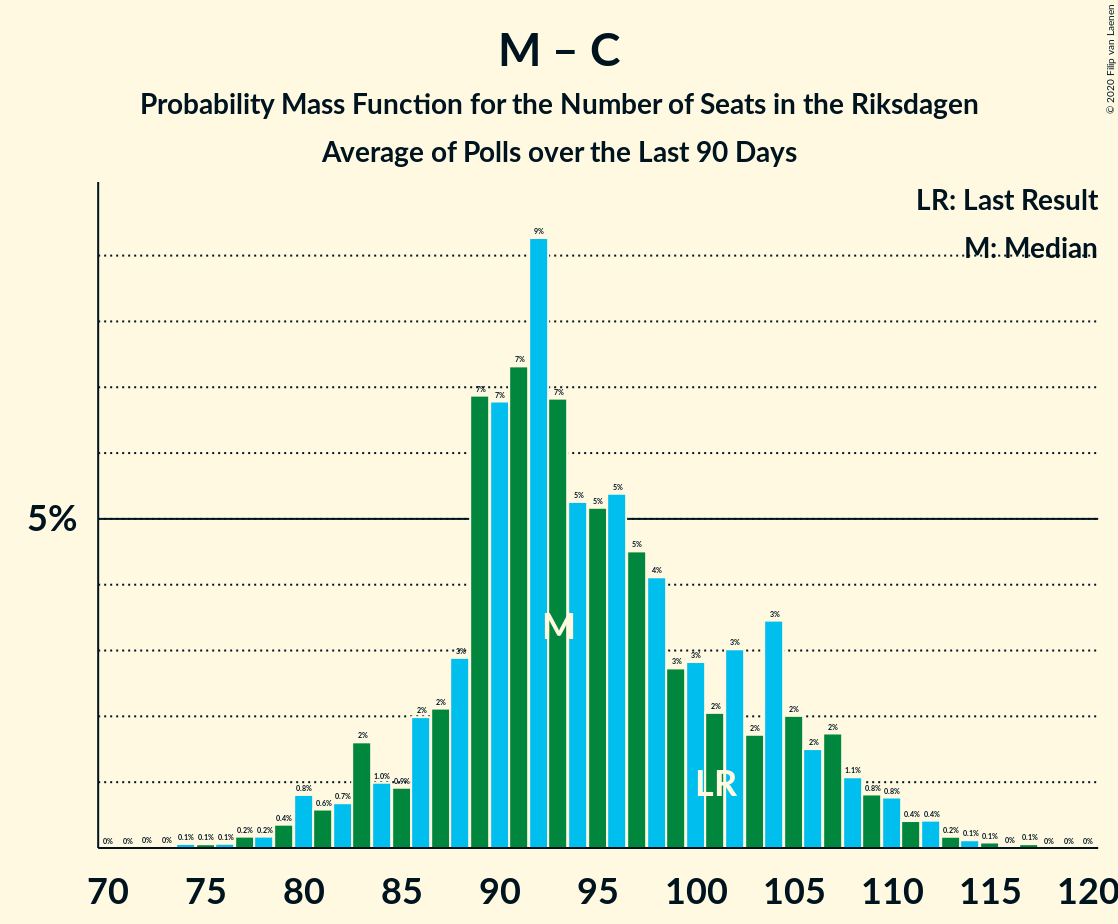 M – C
Probability Mass Function for the Number of Seats in the Riksdagen
Average of Polls over the Last 90 Days
© 2020 Filip van Laenen
LR: Last Result
M: Median
5%
0% 0% 0% 0% 0.1% 0.1% 0.1% 0.2% 0.2% 0.4% 0.8% 0.6% 0.7% 2% 1.0% 0.9% 2% 2% 3% 7% 7% 7% 9% 7% 5% 5% 5% 5% 4% 3% 3% 2% 3% 2% 3% 2% 2% 2% 1.1% 0.8% 0.8% 0.4% 0.4% 0.2% 0.1% 0.1% 0% 0.1% 0% 0% 0%
M
LR
70 75 80 85 90 95 100 105 110 115 120